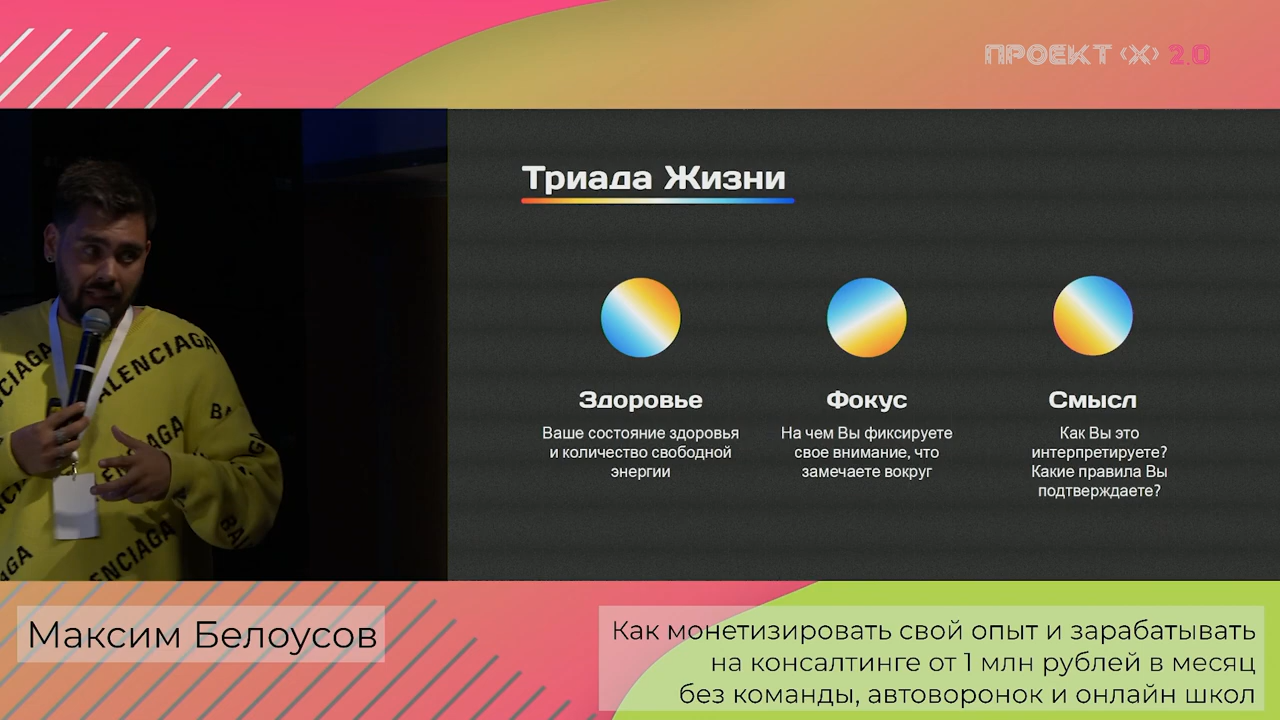 ПРОЕКТ ‹X› 2.0
Триада Жизни
Здоровье
Ваше состояние здоровья
и количество свободной
энергии
Фокус
На чем Вы фиксируете
свое внимание, что
замечаете вокруг
Смысл
Как Вы это
интерпретируете?
Какие правила Вы
подтверждаете?
BALENCIAGA
Максим Белоусов
Как монетизировать свой опыт и зарабатывать
на консалтинге от 1 млн рублей в месяц
без команды, автоворонок и онлайн школ